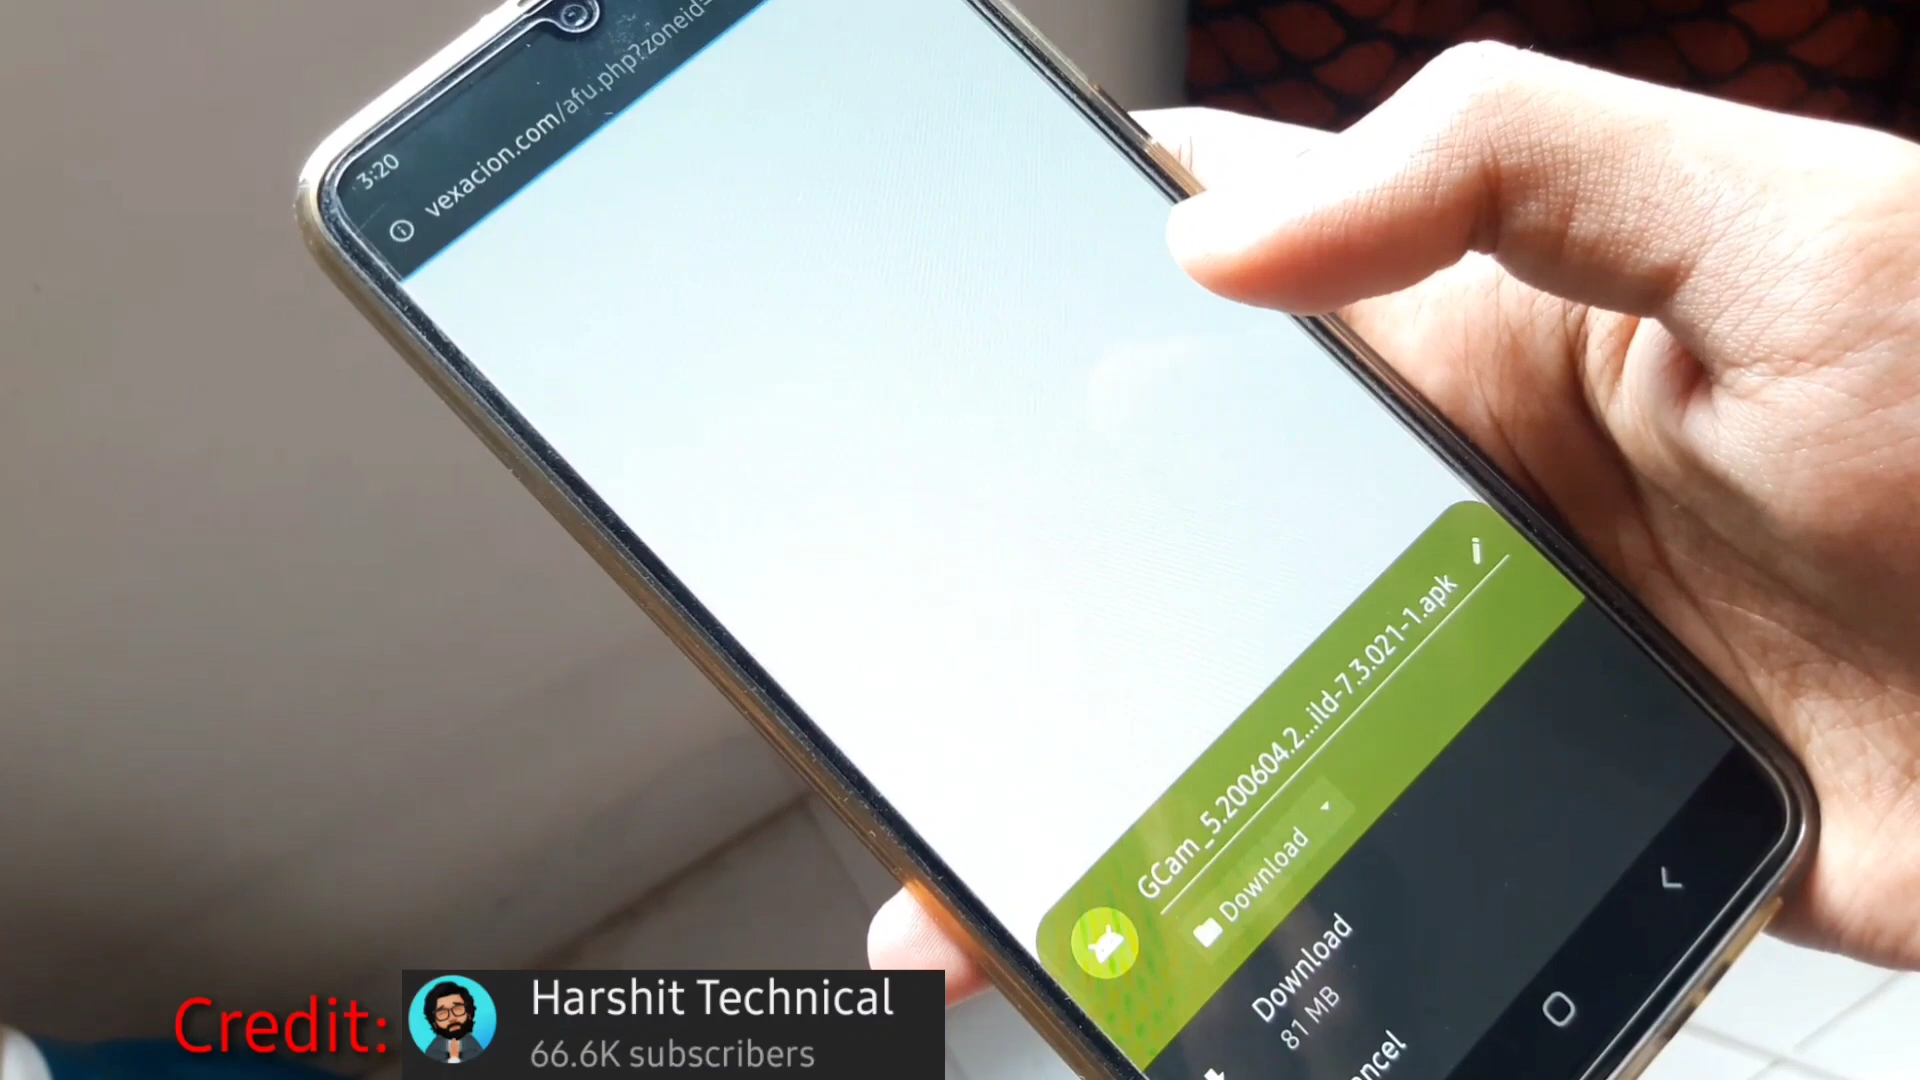 3:20
vexacion.com/afu.php?zoneid=
GCam_5.200604.2...ild-7.3.021-1.apk
Download
Download
81 MB
Credit:
Harshit Technical
66.6K subscribers